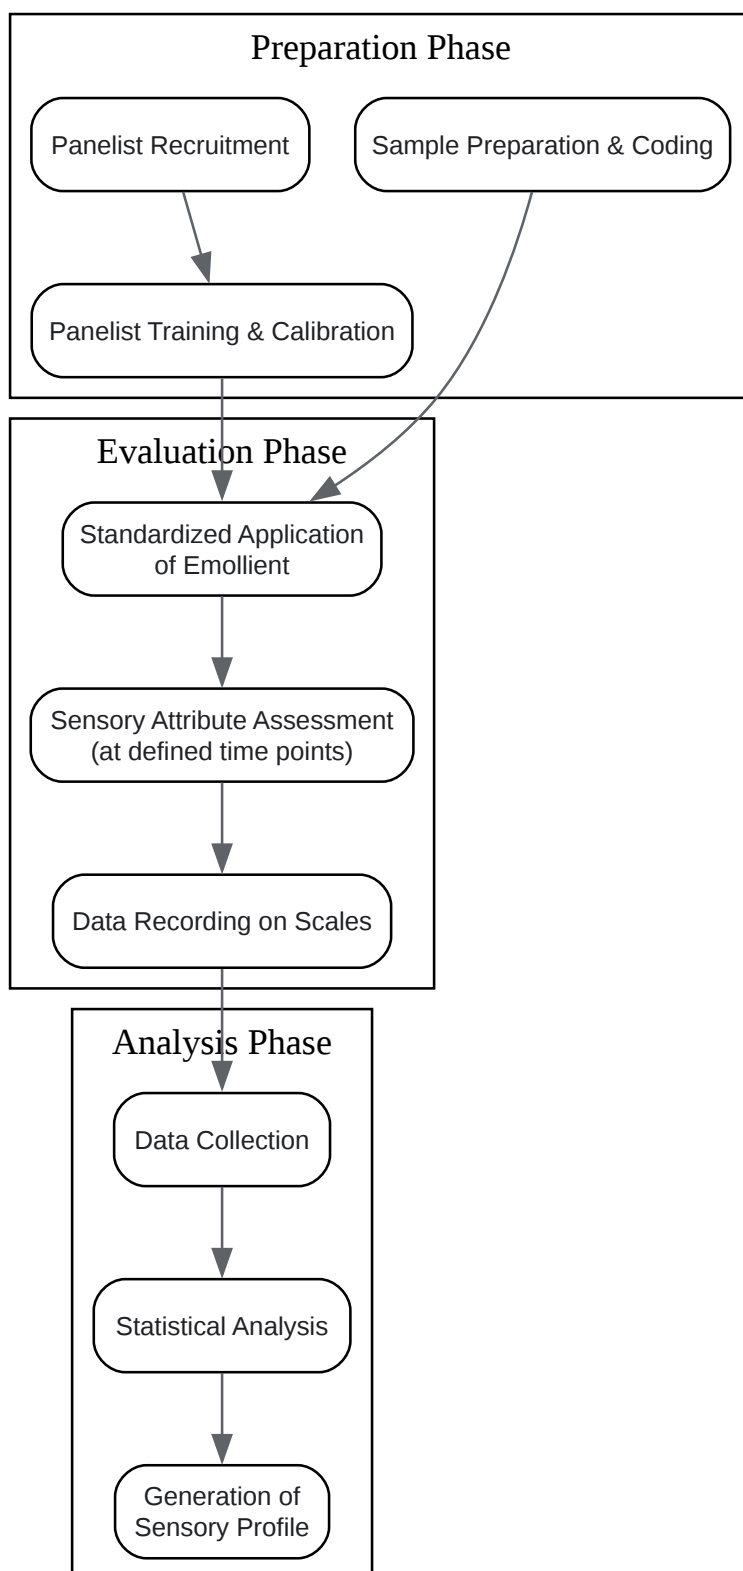 Preparation Phase
Panelist Recruitment
Sample Preparation & Coding
Panelist Training & Calibration
Evaluation Phase
Standardized Application
of Emollient
Sensory Attribute Assessment
(at defined time points)
Data Recording on Scales
Analysis Phase
Data Collection
Statistical Analysis
Generation of
Sensory Profile